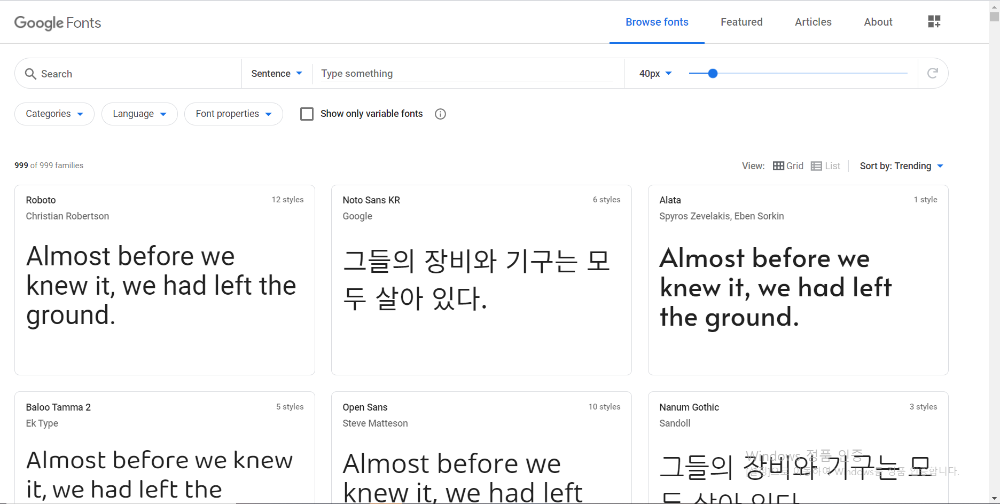 Google Fonts
Browse fonts
Featured
Articles
About
Search
Sentence
Type something
40px
Categories
Language
Font properties
Show only variable fonts
999 of 999 families
View:
Grid
List
Sort by: Trending
Roboto
12 styles
Christian Robertson
Almost before we
knew it, we had left the
ground.
Noto Sans KR
6 styles
Google
그들의 장비와 기구는 모
두 살아 있다.
Alata
1 style
Spyros Zevelakis, Eben Sorkin
Almost before we
knew it, we had left
the ground.
Baloo Tamma 2
5 styles
Ek Type
Almost before we knew
it, we had left the
Open Sans
10 styles
Steve Matteson
Almost before we
knew it, we had left
Nanum Gothic
3 styles
Sandoll
그들의 장비와 기구는 모
두 살아 있다.
Windows 정품 인증
[설정]으로 이동하여 Windows를 정품 인증합니다.